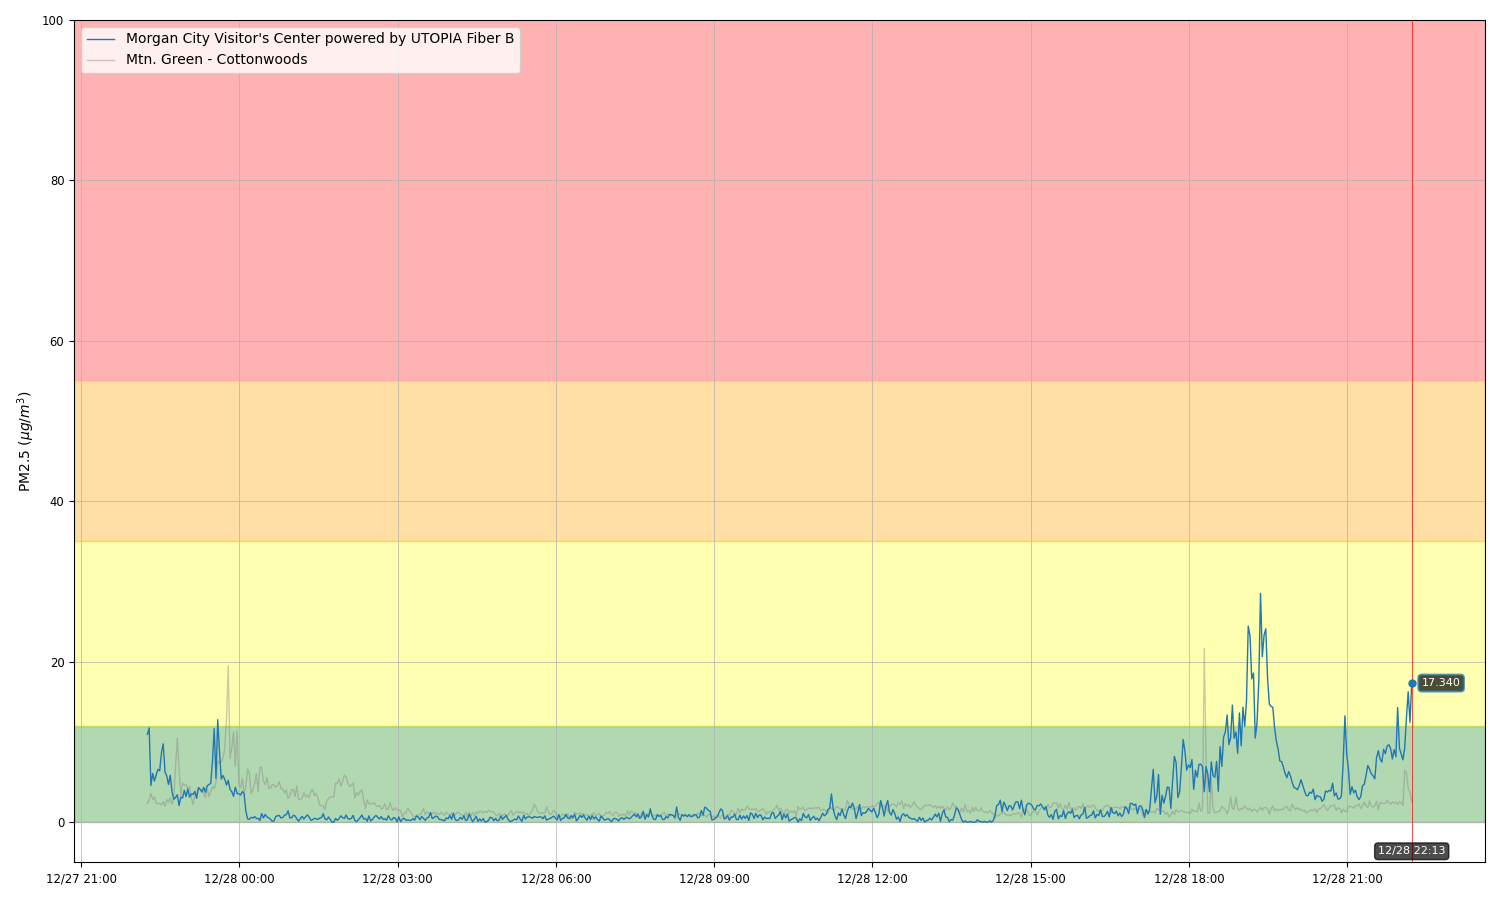 100
Morgan City Visitor's Center powered by UTOPIA Fiber B
Mtn. Green - Cottonwoods
80
60
PM2.5 (μg/m³)
40
20
17.340
0
12/28 22:13
12/27 21:00 12/28 00:00 12/28 03:00 12/28 06:00 12/28 09:00 12/28 12:00 12/28 15:00 12/28 18:00 12/28 21:00